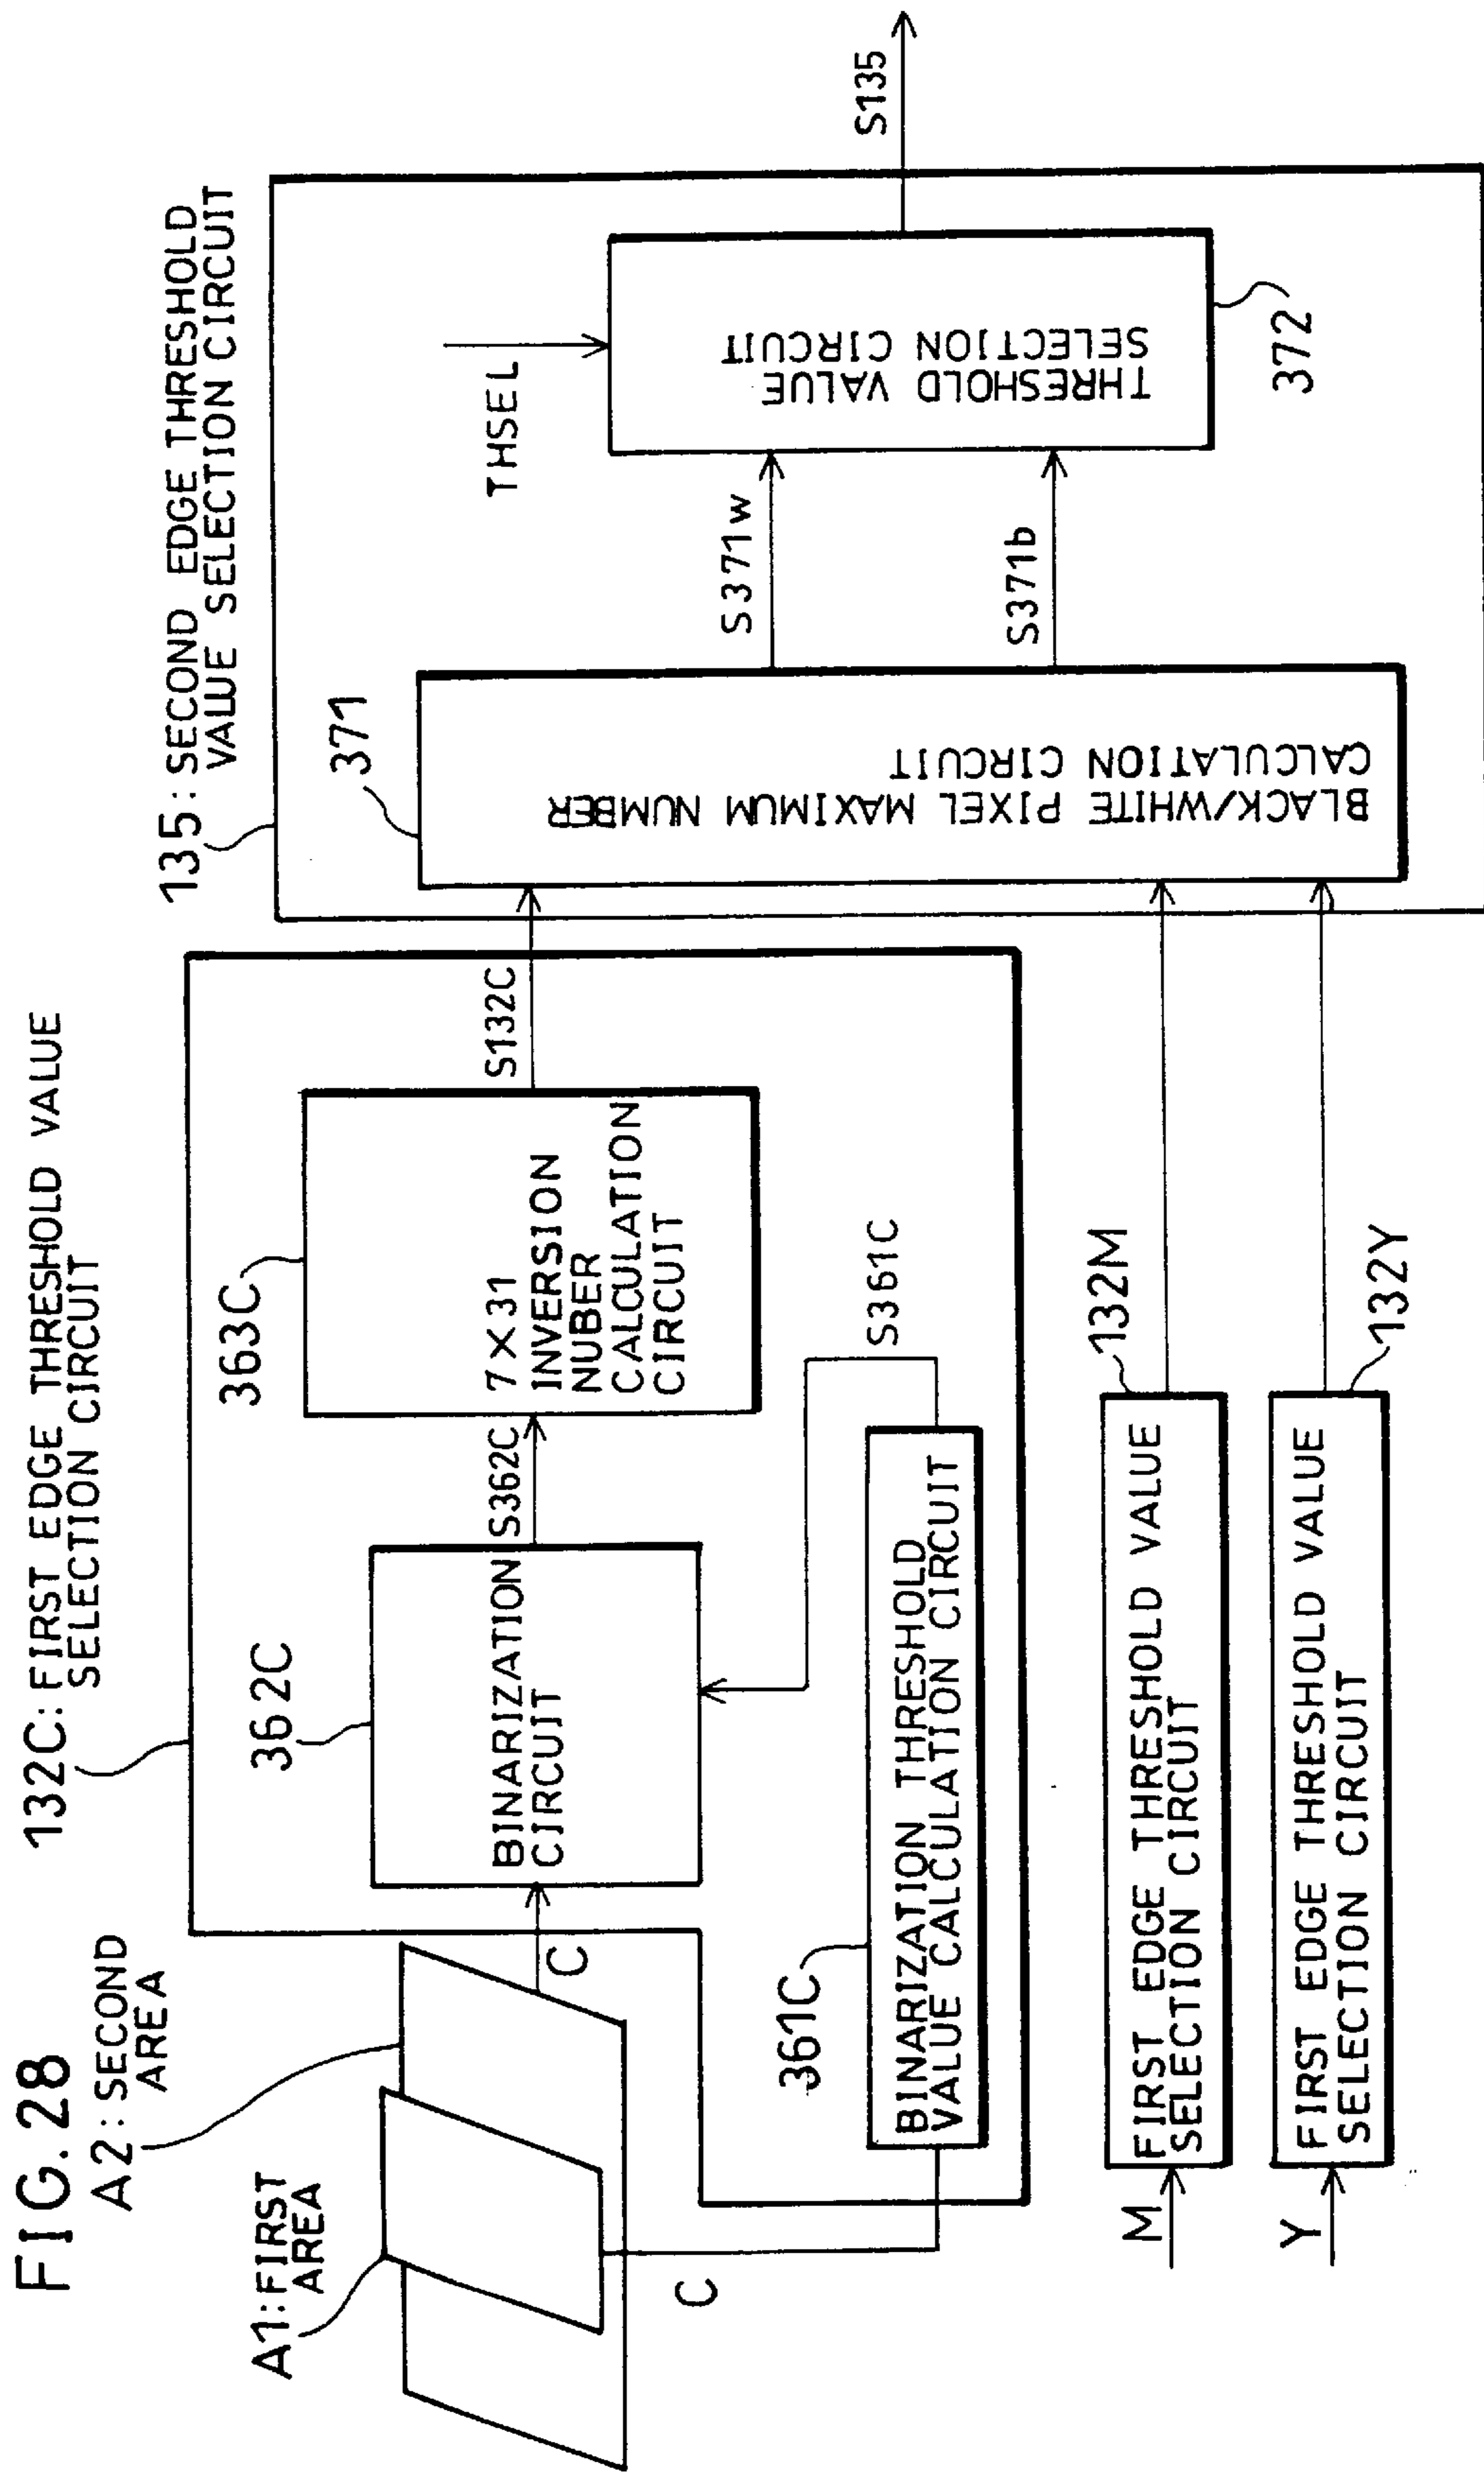 FIG. 28
A2: SECOND
AREA
A1: FIRST
AREA
C
C
132C: FIRST EDGE THRESHOLD VALUE
SELECTION CIRCUIT
362C
BINARIZATION
CIRCUIT
S362C
363C
7×31
INVERSION
NUBER
CALCULATION
CIRCUIT
S132C
361C
BINARIZATION THRESHOLD
VALUE CALCULATION CIRCUIT
S361C
M
FIRST EDGE THRESHOLD VALUE
SELECTION CIRCUIT
132M
Y
FIRST EDGE THRESHOLD VALUE
SELECTION CIRCUIT
132Y
135: SECOND EDGE THRESHOLD
VALUE SELECTION CIRCUIT
371
BLACK/WHITE PIXEL MAXIMUM NUMBER
CALCULATION CIRCUIT
S371w
S371b
THSEL
THRESHOLD VALUE
SELECTION CIRCUIT
372
S135